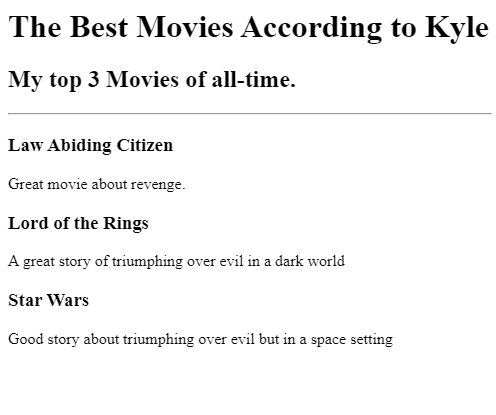 The Best Movies According to Kyle
My top 3 Movies of all-time.
Law Abiding Citizen
Great movie about revenge.
Lord of the Rings
A great story of triumphing over evil in a dark world
Star Wars
Good story about triumphing over evil but in a space setting